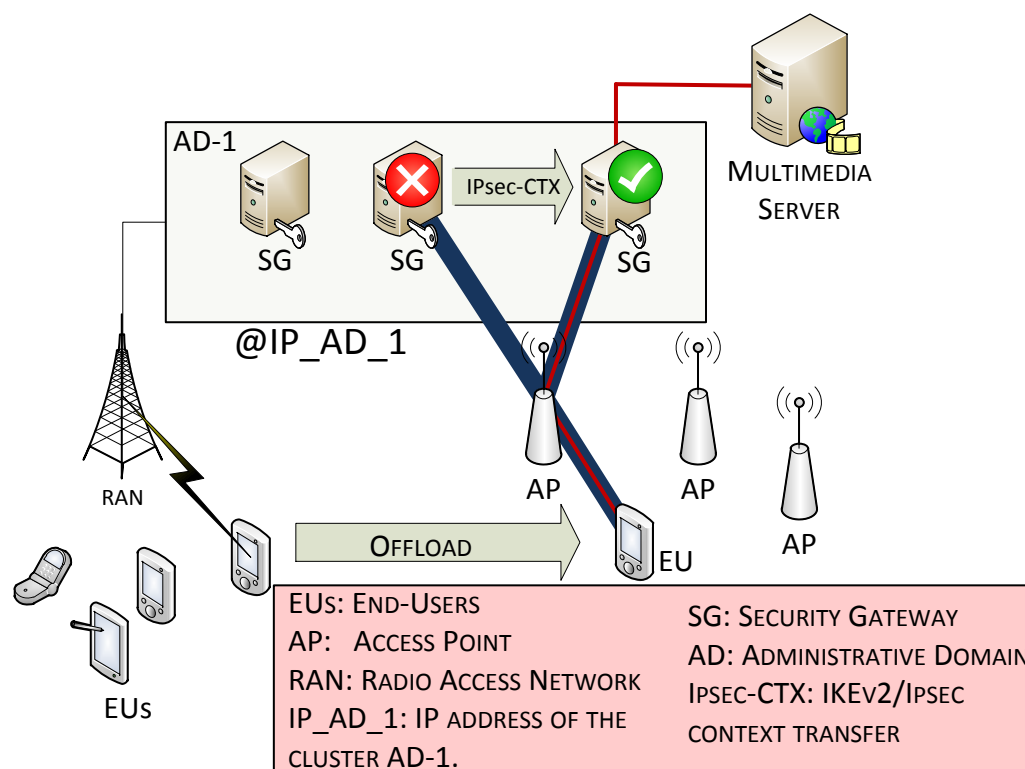 AD-1
IPsec-CTX
SG
SG
SG
MULTIMEDIA
SERVER
@IP_AD_1
RAN
AP
AP
AP
OFFLOAD
EU
EUs
EUs: END-USERS
AP: ACCESS POINT
RAN: RADIO ACCESS NETWORK
IP_AD_1: IP ADDRESS OF THE
CLUSTER AD-1.
SG: SECURITY GATEWAY
AD: ADMINISTRATIVE DOMAIN
IPSEC-CTX: IKEV2/IPSEC
CONTEXT TRANSFER